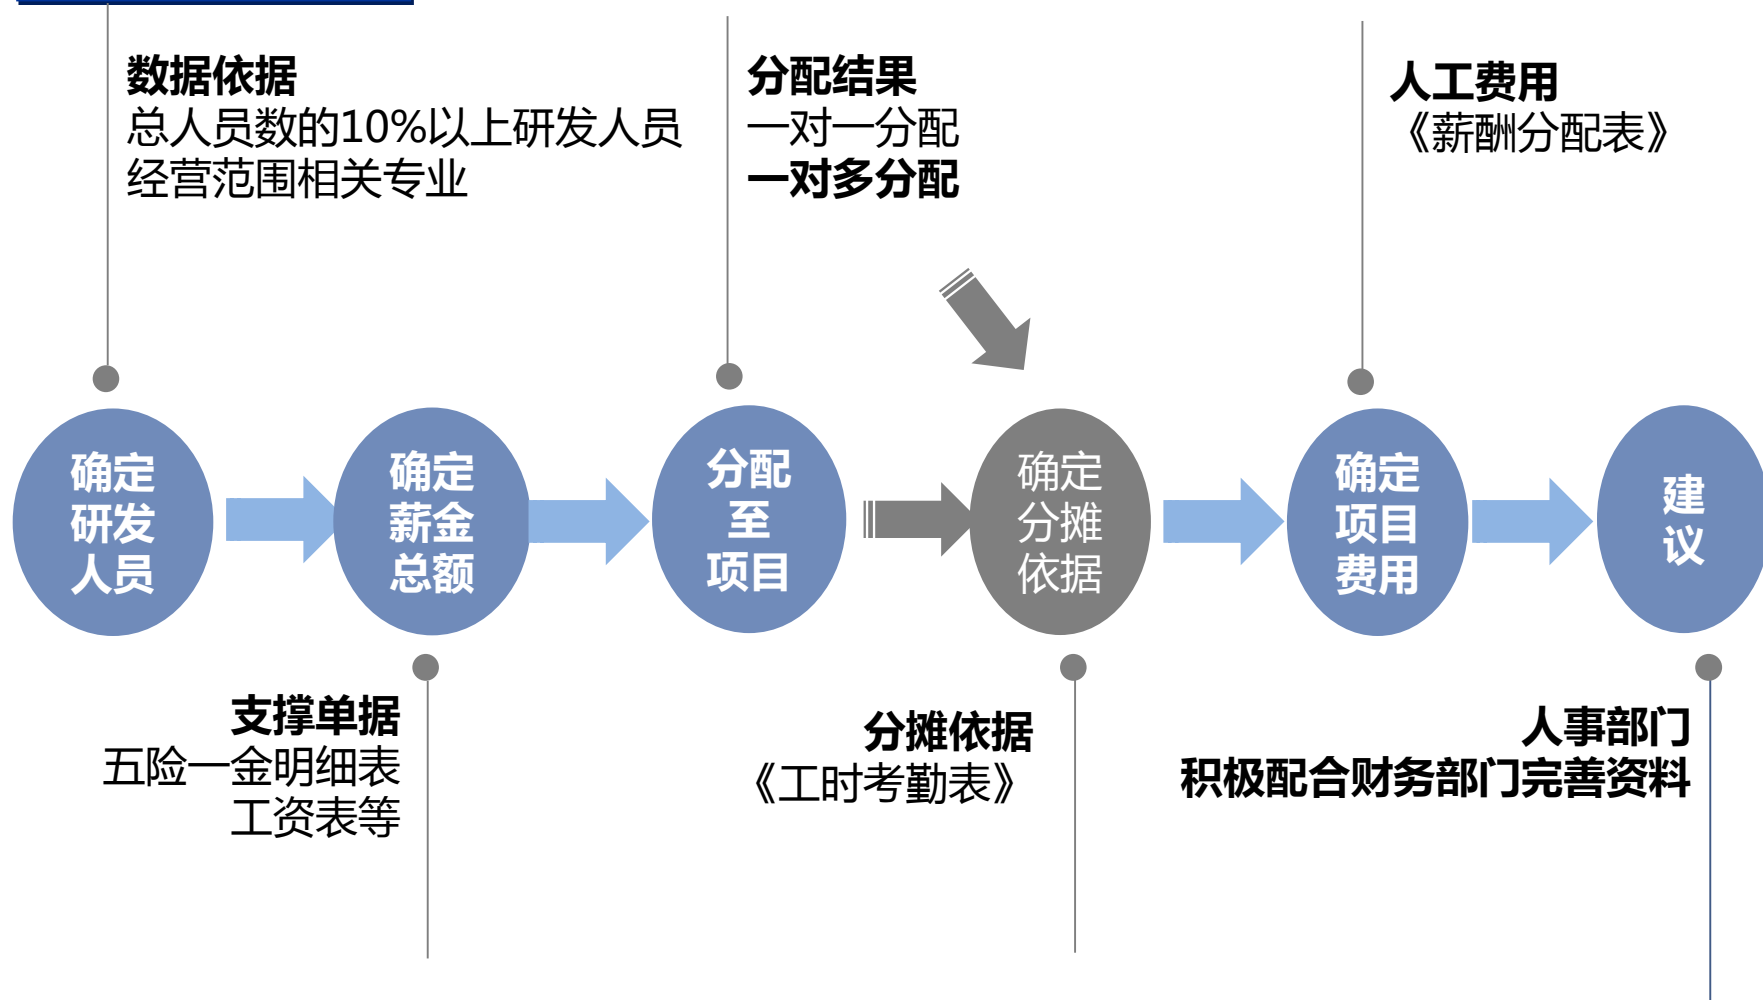 数据依据
总人员数的10%以上研发人员
经营范围相关专业
分配结果
一对一分配
一对多分配
人工费用
《薪酬分配表》
确定
研发
人员
确定
薪金
总额
分配
至
项目
确定
分摊
依据
确定
项目
费用
建
议
支撑单据
五险一金明细表
工资表等
分摊依据
《工时考勤表》
人事部门
积极配合财务部门完善资料